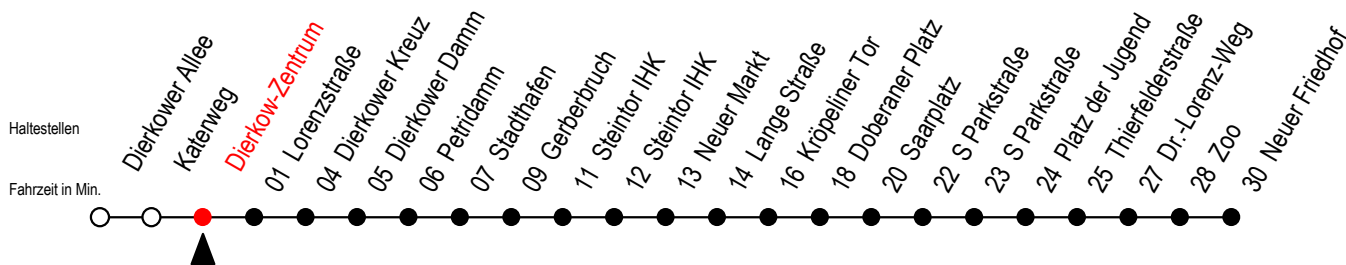 Haltestellen
Fahrzeit in Min.
Dierkower Allee
Katerweg
Dierkow-Zentrum
01 Lorenzstraße
04 Dierkower Kreuz
05 Dierkower Damm
06 Petridamm
07 Stadthafen
09 Gerberbruch
11 Steintor IHK
12 Steintor IHK
13 Neuer Markt
14 Lange Straße
16 Kröpeliner Tor
18 Doberaner Platz
20 Saarplatz
22 S Parkstraße
23 S Parkstraße
24 Platz der Jugend
25 Thierfelderstraße
27 Dr.-Lorenz-Weg
28 Zoo
30 Neuer Friedhof